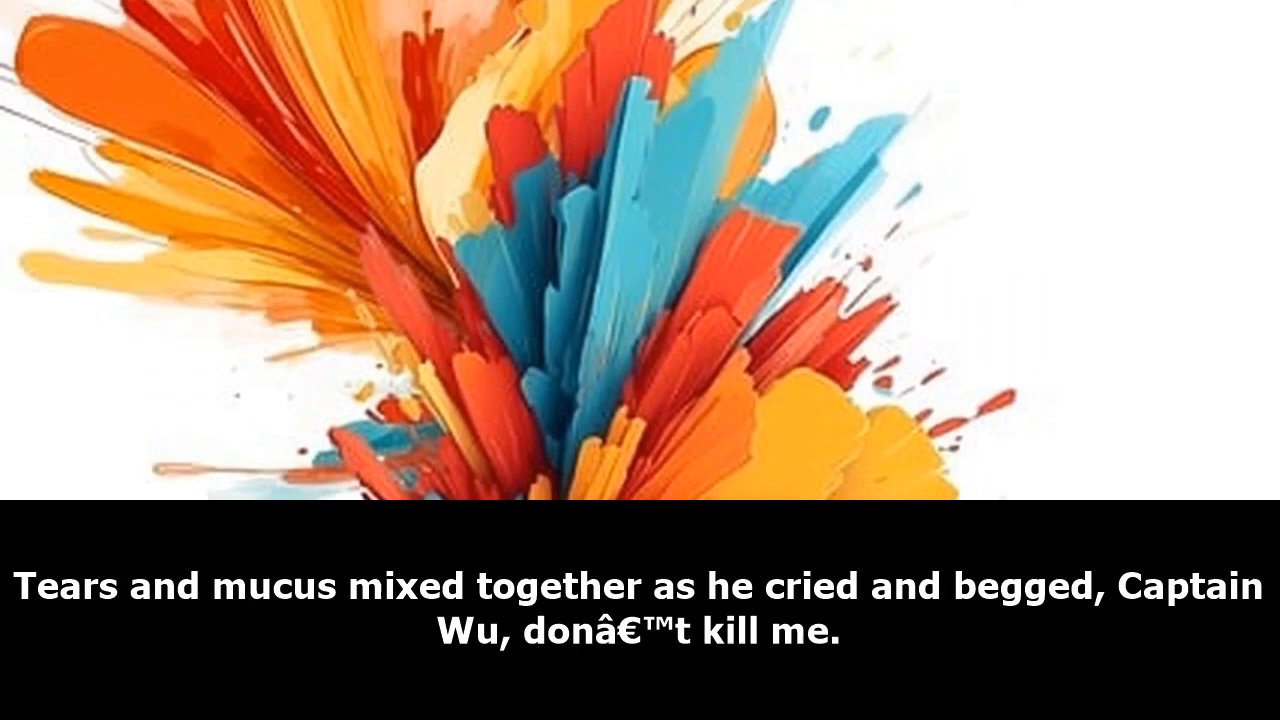 Tears and mucus mixed together as he cried and begged, Captain
Wu, donâ€™t kill me.